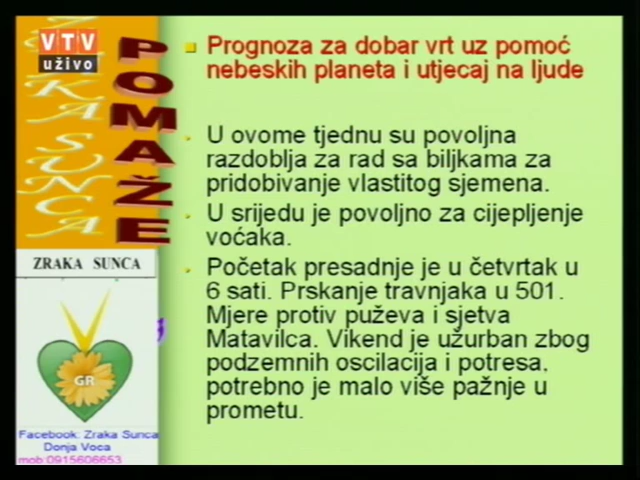 VTV
uživo
ZRAKA SUNCA
POMAŽE
Prognoza za dobar vrt uz pomoć
nebeskih planeta i utjecaj na ljude
U ovome tjednu su povoljna
razdoblja za rad sa biljkama za
pridobivanje vlastitog sjemena.
U srijedu je povoljno za cijepljenje
voćaka.
Početak presadnje je u četvrtak u
6 sati. Prskanje travnjaka u 501.
Mjere protiv puževa i sjetva
Matavilca. Vikend je užurban zbog
podzemnih oscilacija i potresa,
potrebno je malo više pažnje u
prometu.
ZRAKA SUNCA
GR
Facebook: Zraka Sunca
Donja Voca
mob:0915606653